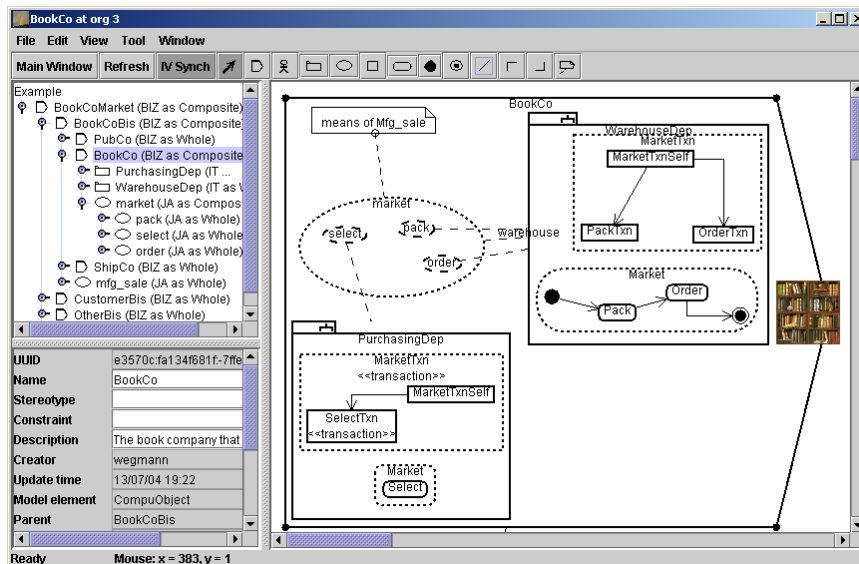 BookCo at org 3
File Edit View Tool Window
Main Window Refresh IV Synch
Example
BookCoMarket (BIZ as Composite)
BookCoBis (BIZ as Composite)
PubCo (BIZ as Whole)
BookCo (BIZ as Composite
PurchasingDep (IT ...
WarehouseDep (IT as
market (JA as Compos
pack (JA as Whole)
select (JA as Whole
order (JA as Whole)
ShipCo (BIZ as Whole)
mfg_sale (JA as Whole)
CustomerBis (BIZ as Whole)
OtherBis (BIZ as Whole)
UUID e3570c:fa134f681f:-7ffe
Name BookCo
Stereotype
Constraint
Description The book company that
Creator wegmann
Update time 13/07/04 19:22
Model element CompuObject
Parent BookCoBis
Ready Mouse: x = 383, y = 1
BookCo
means of Mfg_sale
market
select
pack
order
warehouse
WarehouseDep
MarketTxn
MarketTxnSelf
PackTxn
OrderTxn
Market
Pack
Order
PurchasingDep
MarketTxn
<<transaction>>
MarketTxnSelf
SelectTxn
<<transaction>>
Market
Select